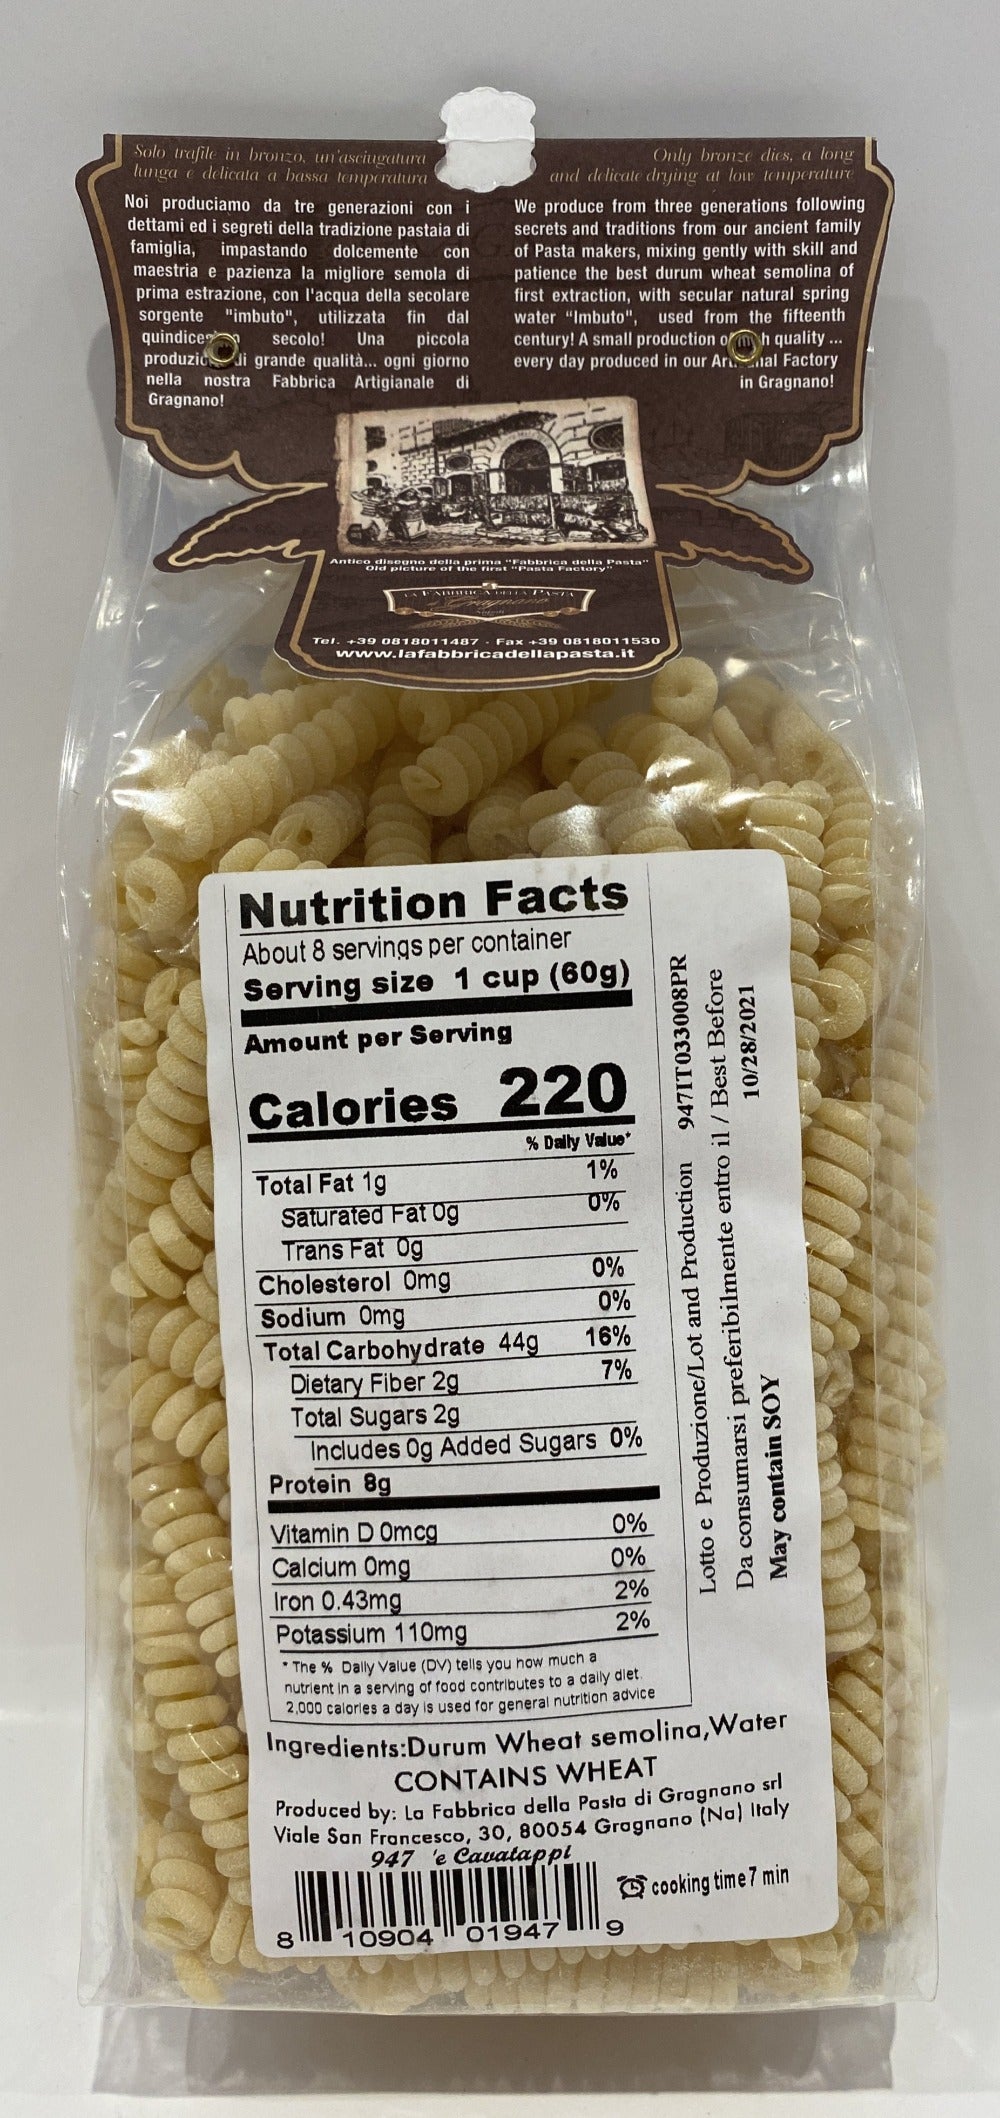 Solo trafile in bronzo, un'asciugatura
lunga e delicata a bassa temperatura
Noi produciamo da tre generazioni con i
dettami ed i segreti della tradizione pastaia di
famiglia, impastando dolcemente con
maestria e pazienza la migliore semola di
prima estrazione, con l'acqua della secolare
sorgente "imbuto", utilizzata fin dal
secolo! Una piccola
di grande qualità... ogni giorno
nella nostra Fabbrica Artigianale di
Gragnano!
Only bronze dies, a long
and delicate drying at low temperature
We produce from three generations following
secrets and traditions from our ancient family
of Pasta makers, mixing gently with skill and
patience the best durum wheat semolina of
first extraction, with secular natural spring
water "Imbuto", used from the fifteenth
century! A small production quality ...
every day produced in our Factory
in Gragnano!
Antico disegno della prima "Fabbrica della Pasta"
Old picture of the first "Pasta Factory"
LA FABBRICA DELLA PASTA
di Gragnano
Tel. +39 0818011487 - Fax +39 0818011530
www.lafabbricadellapasta.it
Nutrition Facts
About 8 servings per container
Serving size 1 cup (60g)
Amount per Serving
Calories 220
% Daily Value*
Total Fat 1g 1%
Saturated Fat 0g 0%
Trans Fat 0g
Cholesterol 0mg 0%
Sodium 0mg 0%
Total Carbohydrate 44g 16%
Dietary Fiber 2g 7%
Total Sugars 2g
Includes 0g Added Sugars 0%
Protein 8g
Vitamin D 0mcg 0%
Calcium 0mg 0%
Iron 0.43mg 2%
Potassium 110mg 2%
* The % Daily Value (DV) tells you how much a
nutrient in a serving of food contributes to a daily diet.
2,000 calories a day is used for general nutrition advice
Lotto e Produzione/Lot and Production 947IT033008PR
Da consumarsi preferibilmente entro il / Best Before
10/28/2021
May contain SOY
Ingredients:Durum Wheat semolina,Water
CONTAINS WHEAT
Produced by: La Fabbrica della Pasta di Gragnano srl
Viale San Francesco, 30, 80054 Gragnano (Na) Italy
947 'e Cavatappi
cooking time 7 min
8 10904 01947 9